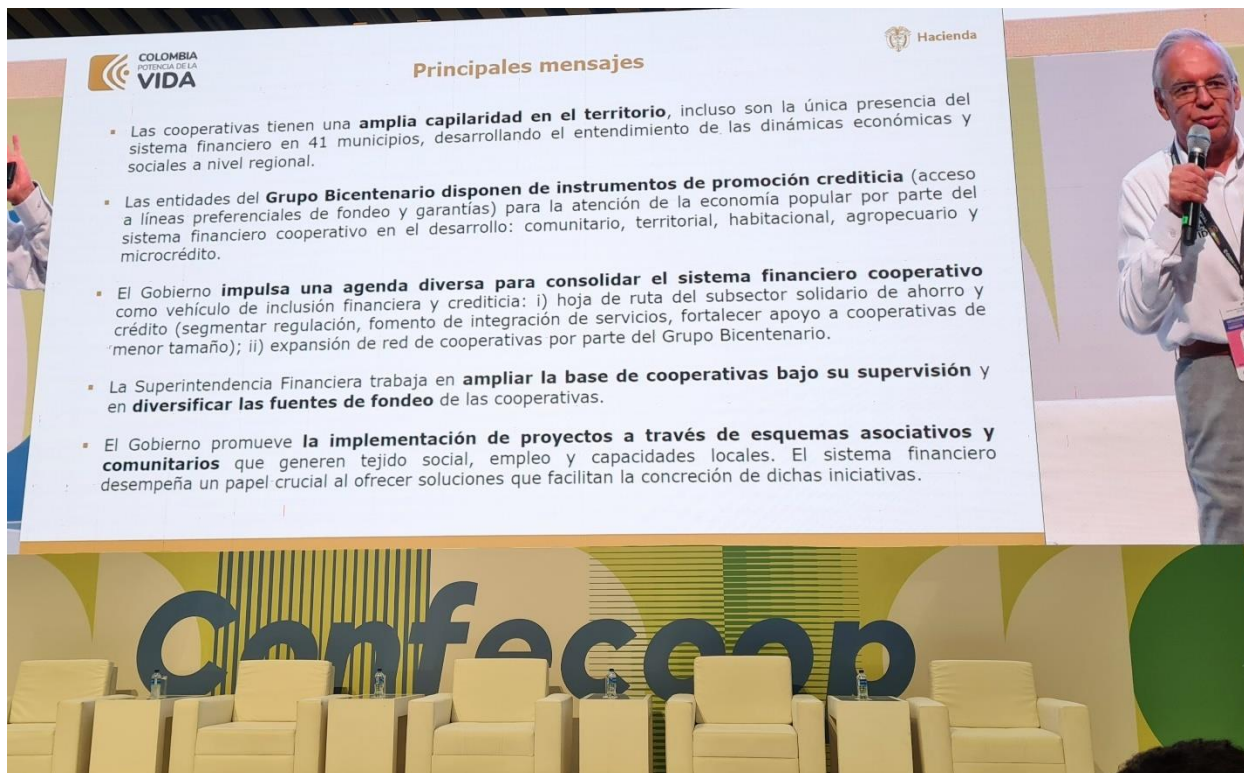 COLOMBIA
POTENCIA DE LA
VIDA
Hacienda
Principales mensajes
▪ Las cooperativas tienen una amplia capilaridad en el territorio, incluso son la única presencia del
sistema financiero en 41 municipios, desarrollando el entendimiento de las dinámicas económicas y
sociales a nivel regional.
▪ Las entidades del Grupo Bicentenario disponen de instrumentos de promoción crediticia (acceso
a líneas preferenciales de fondeo y garantías) para la atención de la economía popular por parte del
sistema financiero cooperativo en el desarrollo: comunitario, territorial, habitacional, agropecuario y
microcrédito.
▪ El Gobierno impulsa una agenda diversa para consolidar el sistema financiero cooperativo
como vehículo de inclusión financiera y crediticia: i) hoja de ruta del subsector solidario de ahorro y
crédito (segmentar regulación, fomento de integración de servicios, fortalecer apoyo a cooperativas de
menor tamaño); ii) expansión de red de cooperativas por parte del Grupo Bicentenario.
▪ La Superintendencia Financiera trabaja en ampliar la base de cooperativas bajo su supervisión y
en diversificar las fuentes de fondeo de las cooperativas.
▪ El Gobierno promueve la implementación de proyectos a través de esquemas asociativos y
comunitarios que generen tejido social, empleo y capacidades locales. El sistema financiero
desempeña un papel crucial al ofrecer soluciones que facilitan la concreción de dichas iniciativas.
Confecoop